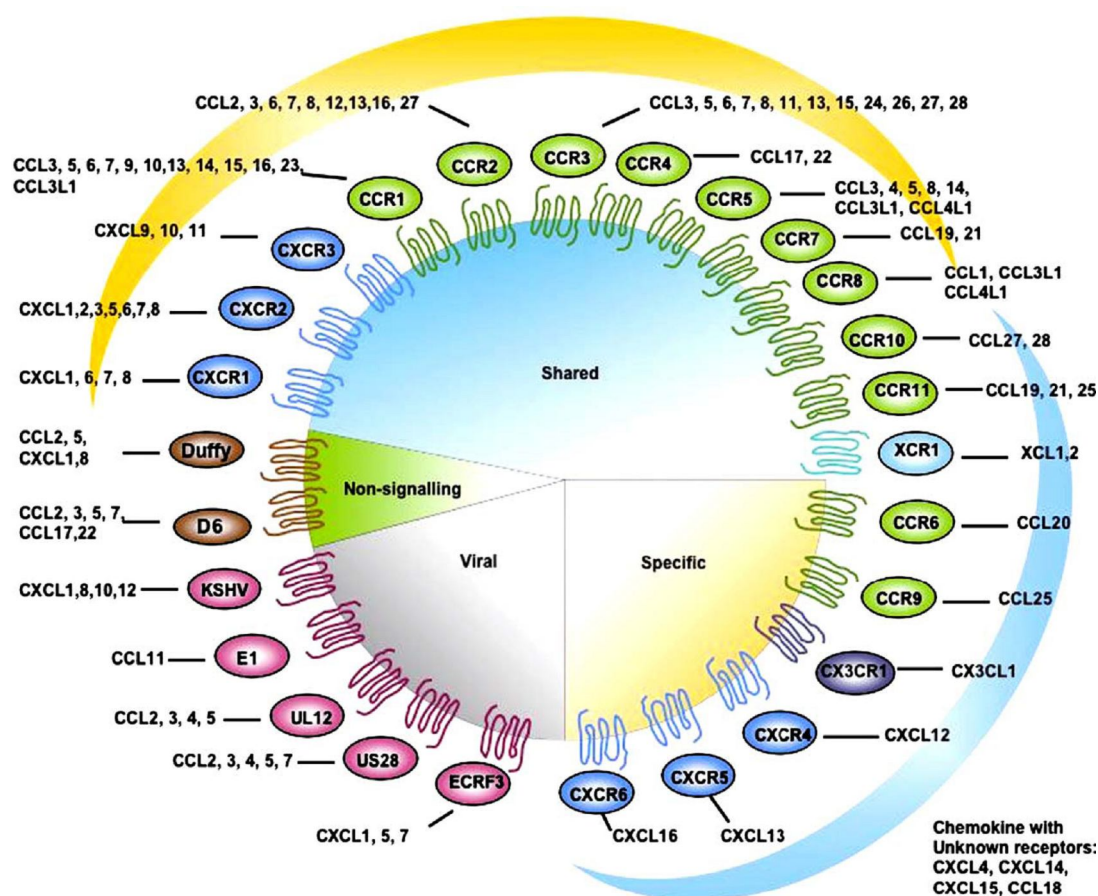 CCL2, 3, 6, 7, 8, 12,13,16, 27
CCR2
CCL3, 5, 6, 7, 8, 11, 13, 15, 24, 26, 27, 28
CCR3
CCR4
CCL17, 22
CCL3, 5, 6, 7, 9, 10,13, 14, 15, 16, 23,
CCL3L1
CCR1
CCR5
CCL3, 4, 5, 8, 14,
CCL3L1, CCL4L1
CXCL9, 10, 11
CXCR3
CCR7
CCL19, 21
CCR8
CCL1, CCL3L1
CCL4L1
CXCL1,2,3,5,6,7,8
CXCR2
CCR10
CCL27, 28
CXCL1, 6, 7, 8
CXCR1
Shared
CCR11
CCL19, 21, 25
CCL2, 5,
CXCL1,8
Duffy
XCR1
XCL1,2
Non-signalling
CCL2, 3, 5, 7,
CCL17,22
D6
CCR6
CCL20
Viral
Specific
CXCL1,8,10,12
KSHV
CCR9
CCL25
CCL11
E1
CX3CR1
CX3CL1
CCL2, 3, 4, 5
UL12
CXCR4
CXCL12
CCL2, 3, 4, 5, 7
US28
ECRF3
CXCR6
CXCR5
CXCL1, 5, 7
CXCL16
CXCL13
Chemokine with
Unknown receptors:
CXCL4, CXCL14,
CXCL15, CCL18